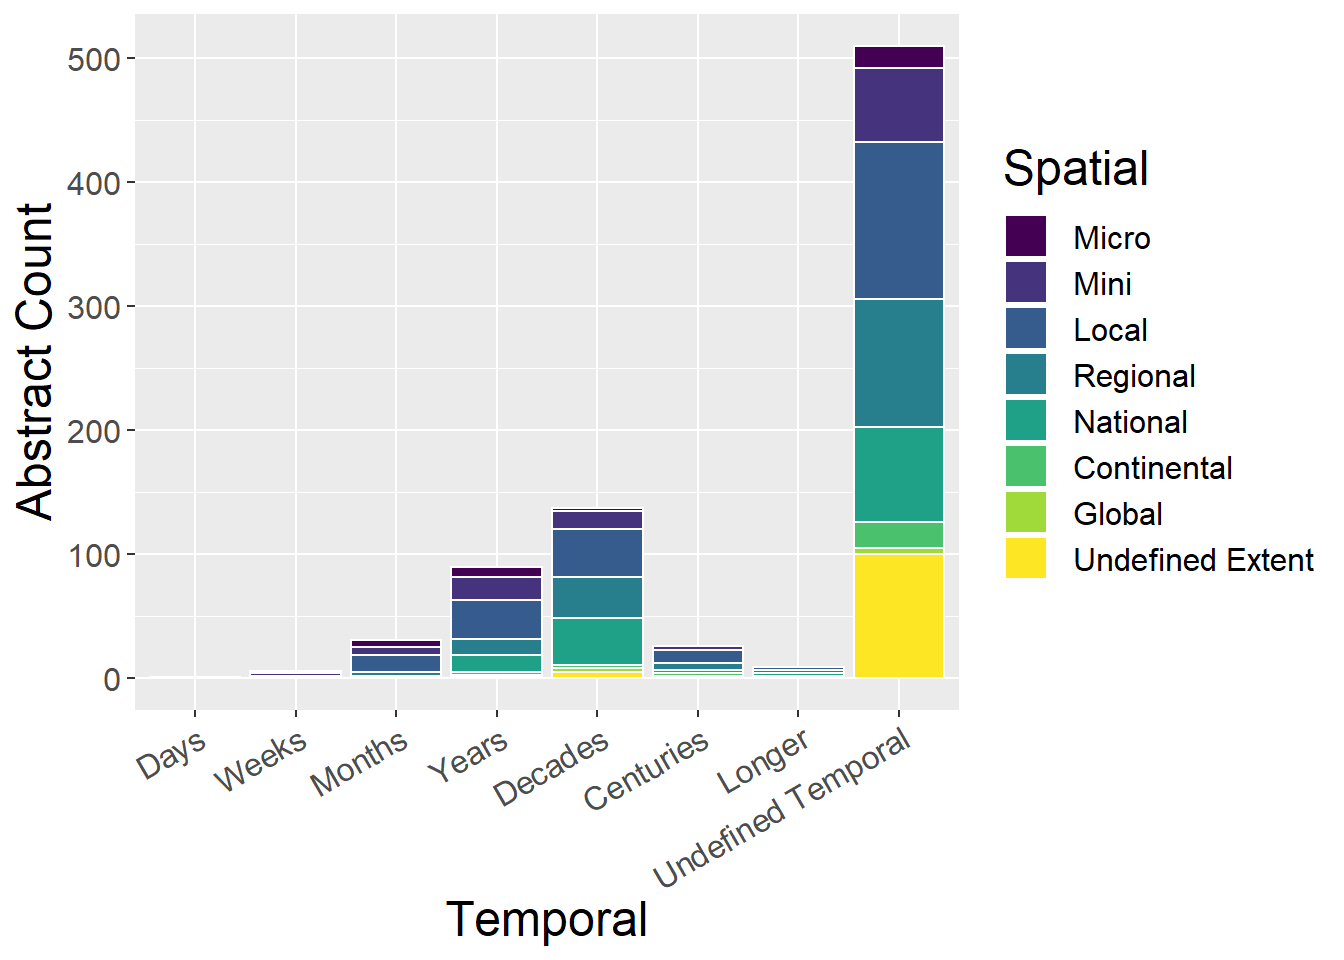 500
400
300
200
100
0
Abstract Count
Days
Weeks
Months
Years
Decades
Centuries
Longer
Undefined Temporal
Temporal
Spatial
Micro
Mini
Local
Regional
National
Continental
Global
Undefined Extent